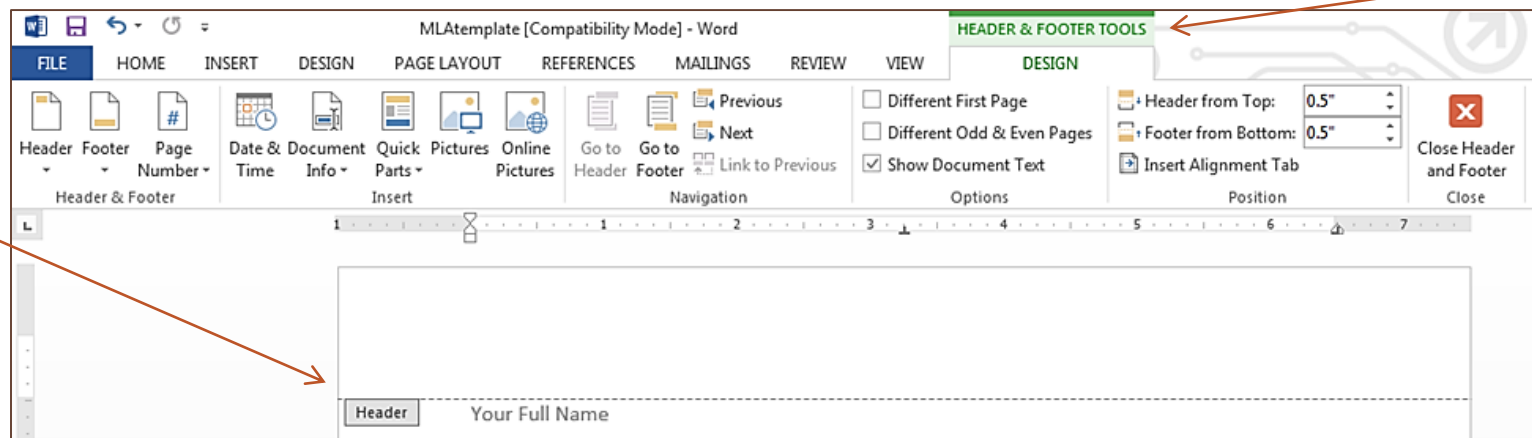 MLAtemplate [Compatibility Mode] - Word
HEADER & FOOTER TOOLS
FILE HOME INSERT DESIGN PAGE LAYOUT REFERENCES MAILINGS REVIEW VIEW DESIGN
Header
Footer
Page
Number
Date &
Time
Document
Info
Quick
Parts
Pictures
Online
Pictures
Go to
Header
Go to
Footer
Previous
Next
Link to Previous
Different First Page
Different Odd & Even Pages
Show Document Text
Header from Top: 0.5"
Footer from Bottom: 0.5"
Insert Alignment Tab
Close Header
and Footer
Header & Footer Insert Navigation Options Position Close
L
1 1 2 3 4 5 6 7
Header Your Full Name